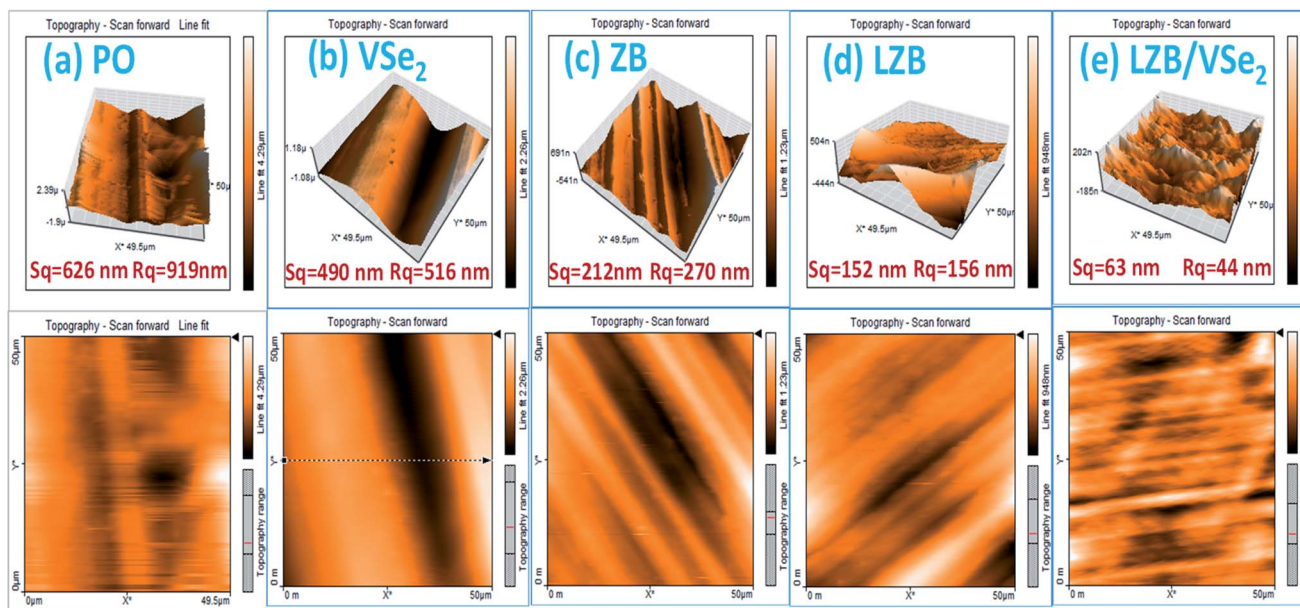 Topography - Scan forward Line fit
(a) PO
Line fit 4.29µm
2.39µ
-1.9µ
* 50µ
X* 49.5µm
Sq=626 nm Rq=919nm
Topography - Scan forward
(b) VSe2
Line fit 2.26µm
1.18µ
-1.08µ
Y* 50µm
X* 49.5µm
Sq=490 nm Rq=516 nm
Topography - Scan forward
(c) ZB
Line fit 1.23µm
691n
-541n
Y* 50µm
X* 49.5µm
Sq=212nm Rq=270 nm
Topography - Scan forward
(d) LZB
Line fit 948n
504n
-444n
Y* 50µ
X* 49.5µm
Sq=152 nm Rq=156 nm
Topography - Scan forward
(e) LZB/VSe2
202n
-185n
Y* 50µ
X* 49.5µm
Sq=63 nm Rq=44 nm
Topography - Scan forward Line fit
50µm
Y*
0µm
0µm X* 49.5µm
Line fit 4.29µm
Topography range
Topography - Scan forward
50µm
Y*
0 m
0 m X* 50µm
Line fit 2.26µm
Topography range
Topography - Scan forward
50µm
Y*
0 m
0 m X* 50µm
Line fit 1.23µm
Topography range
Topography - Scan forward
50µm
Y*
0 m
0 m X* 50µm
Line fit 948nm
Topography range
Topography - Scan forward
50µm
Y*
0 m
0 m X* 50µm